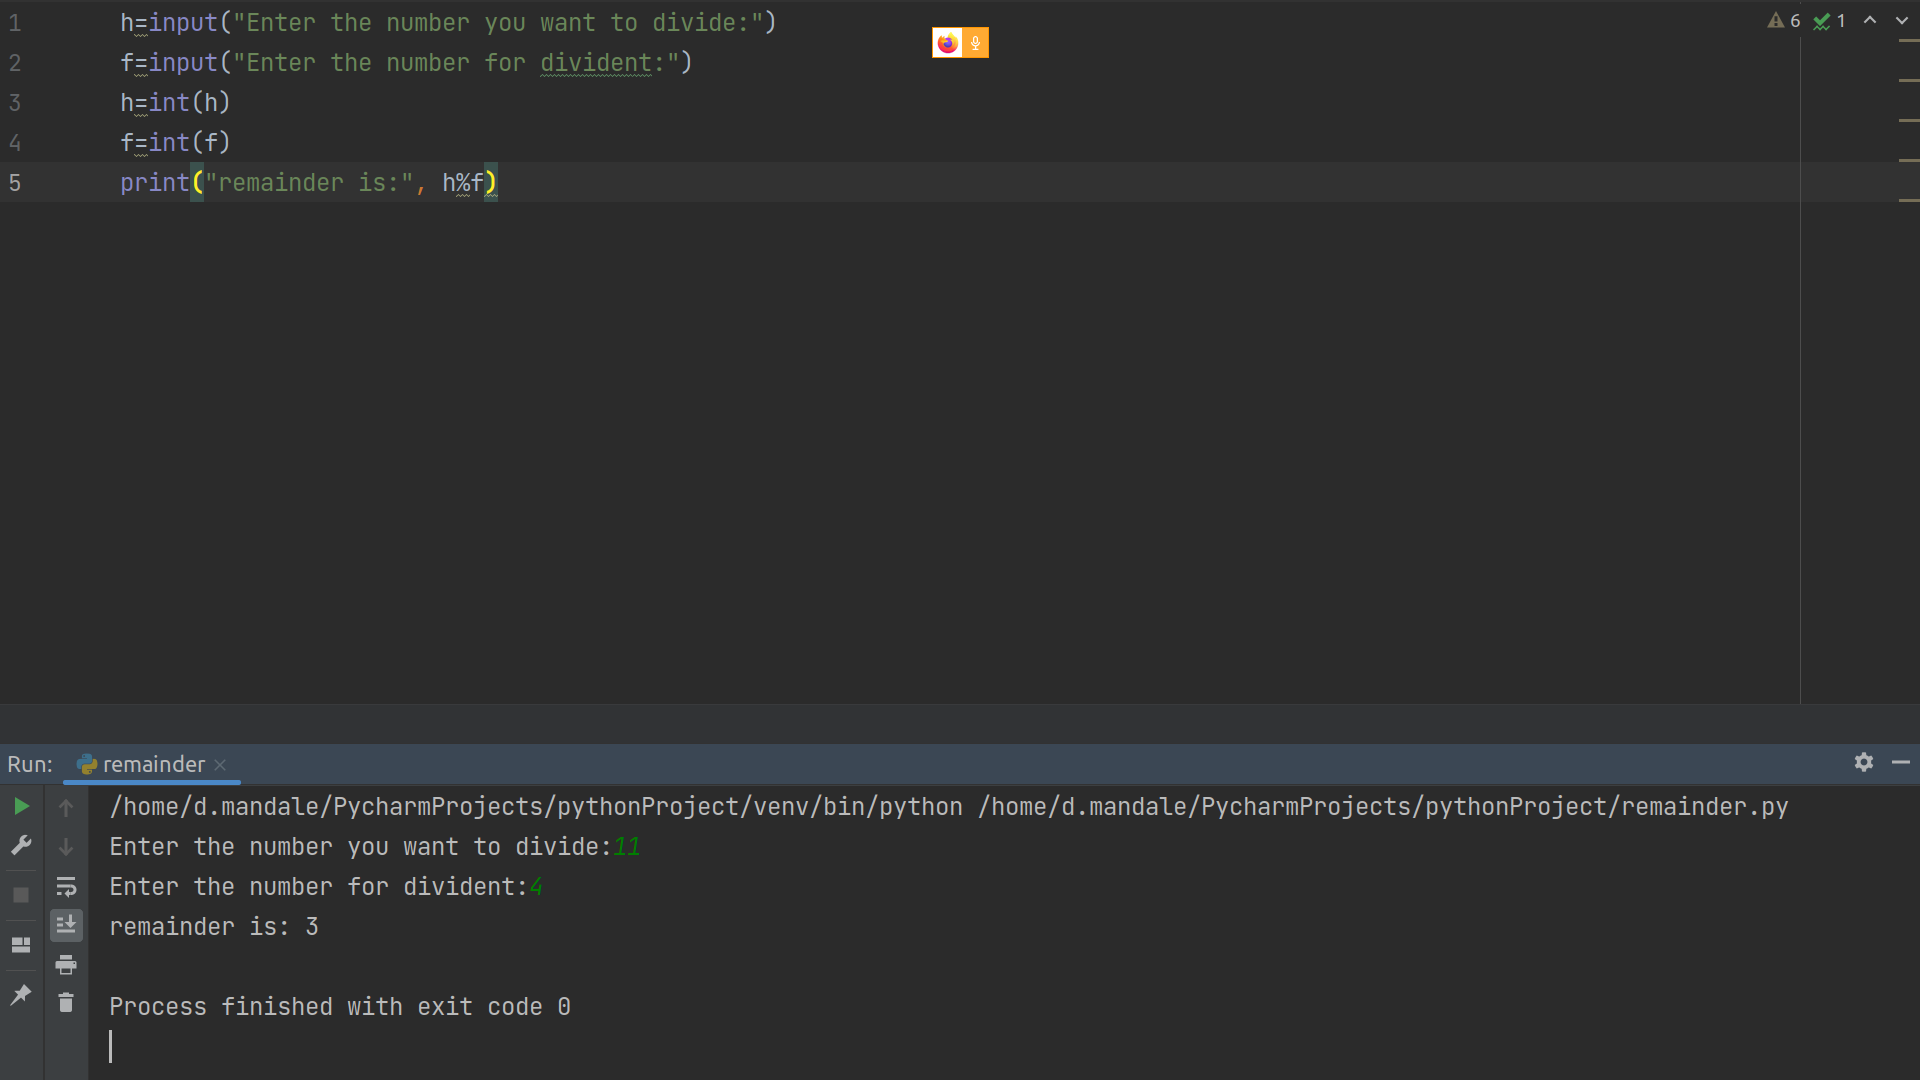 1 h=input("Enter the number you want to divide:")
2 f=input("Enter the number for divident:")
3 h=int(h)
4 f=int(f)
5 print("remainder is:", h%f)
6 1
Run: remainder
/home/d.mandale/PycharmProjects/pythonProject/venv/bin/python /home/d.mandale/PycharmProjects/pythonProject/remainder.py
Enter the number you want to divide:11
Enter the number for divident:4
remainder is: 3
Process finished with exit code 0